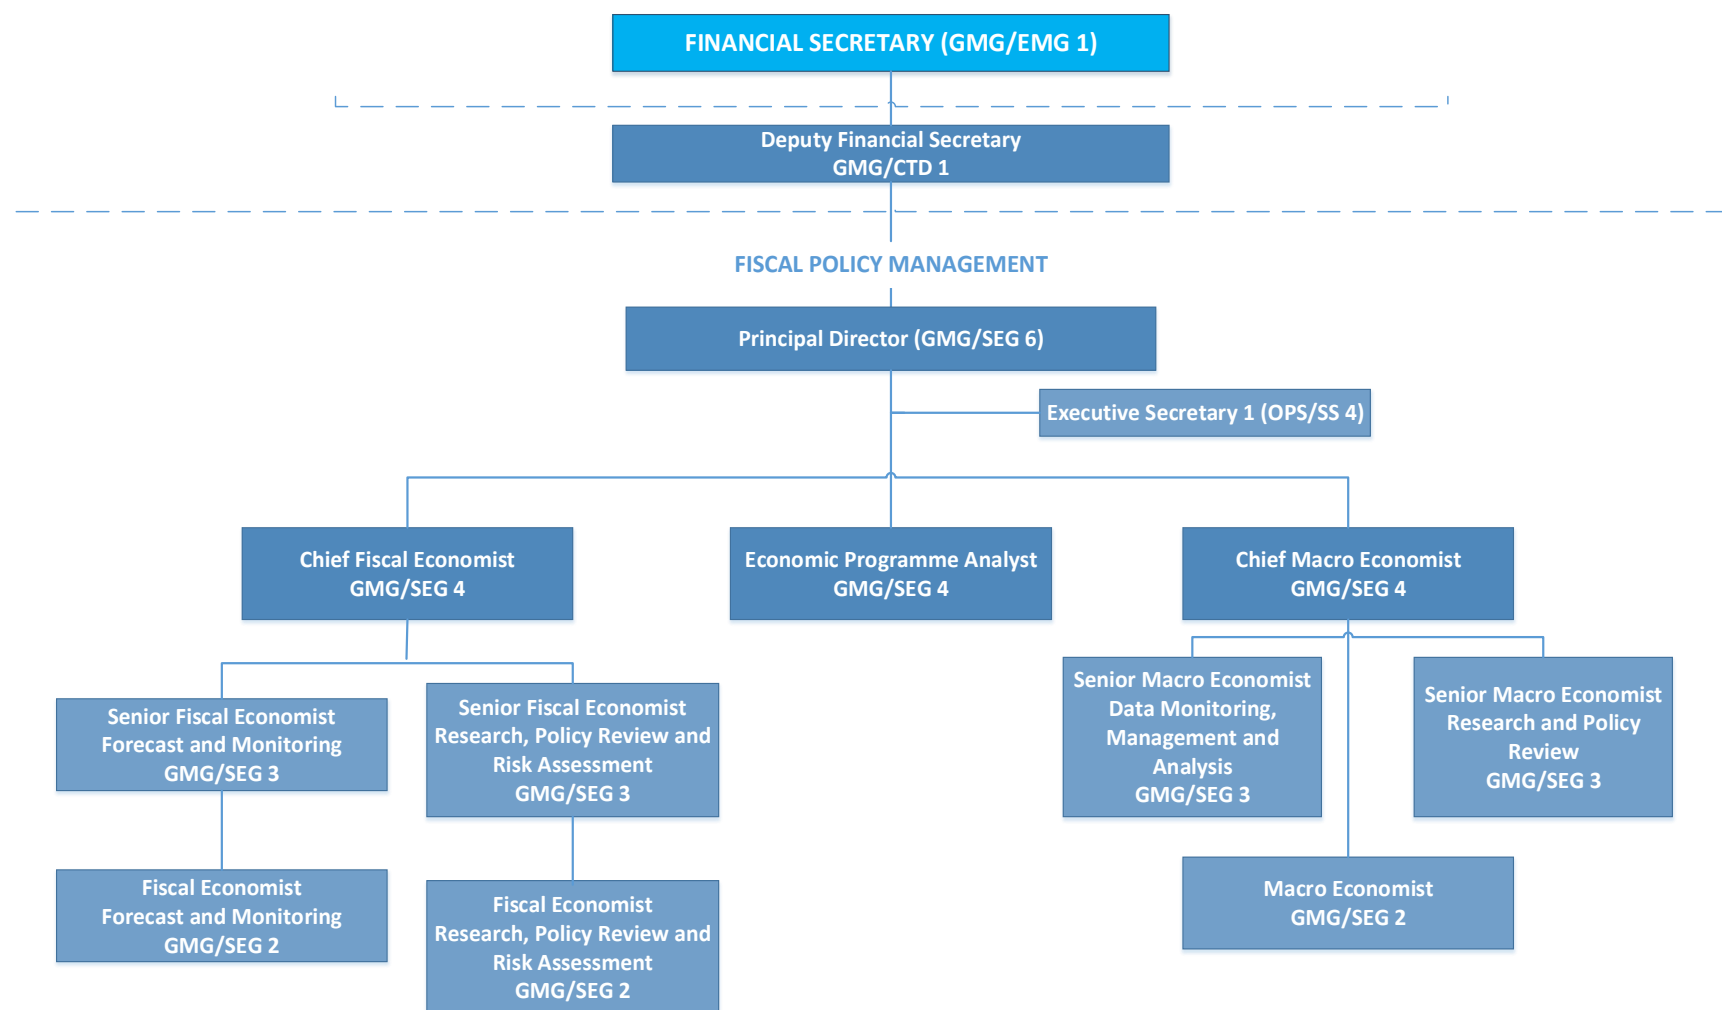 FINANCIAL SECRETARY (GMG/EMG 1)
Deputy Financial Secretary
GMG/CTD 1
FISCAL POLICY MANAGEMENT
Principal Director (GMG/SEG 6)
Executive Secretary 1 (OPS/SS 4)
Chief Fiscal Economist
GMG/SEG 4
Economic Programme Analyst
GMG/SEG 4
Chief Macro Economist
GMG/SEG 4
Senior Fiscal Economist
Forecast and Monitoring
GMG/SEG 3
Senior Fiscal Economist
Research, Policy Review and
Risk Assessment
GMG/SEG 3
Senior Macro Economist
Data Monitoring,
Management and
Analysis
GMG/SEG 3
Senior Macro Economist
Research and Policy
Review
GMG/SEG 3
Fiscal Economist
Forecast and Monitoring
GMG/SEG 2
Fiscal Economist
Research, Policy Review and
Risk Assessment
GMG/SEG 2
Macro Economist
GMG/SEG 2